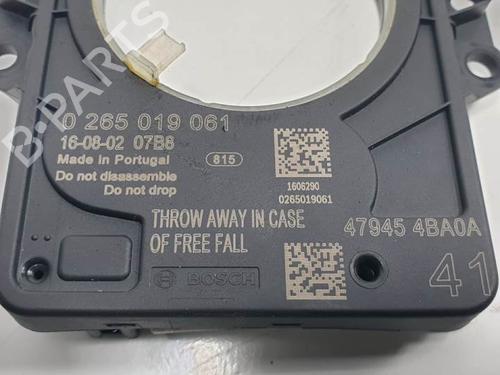 B-PARTS
0 265 019 061
16-08-02 07B6
Made in Portugal
815
Do not disassemble
Do not drop
1606290
0265019061
THROW AWAY IN CASE
OF FREE FALL
47945 4BA0A
BOSCH
41